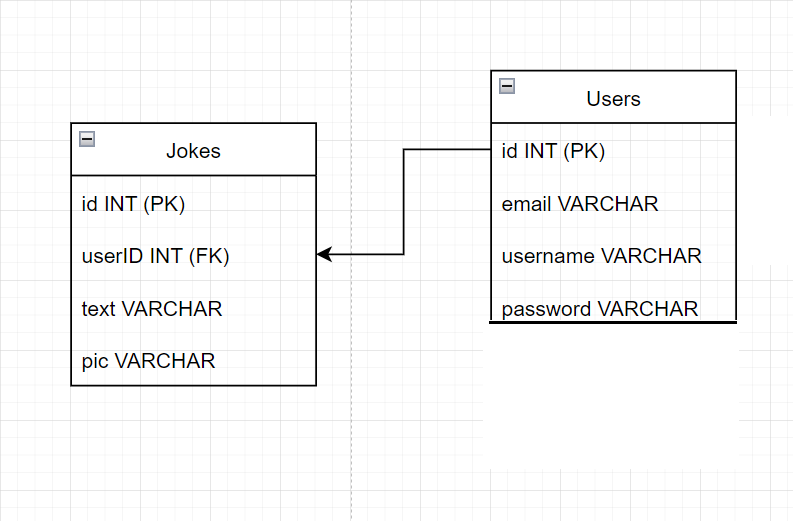 Jokes
id INT (PK)
userID INT (FK)
text VARCHAR
pic VARCHAR
Users
id INT (PK)
email VARCHAR
username VARCHAR
password VARCHAR